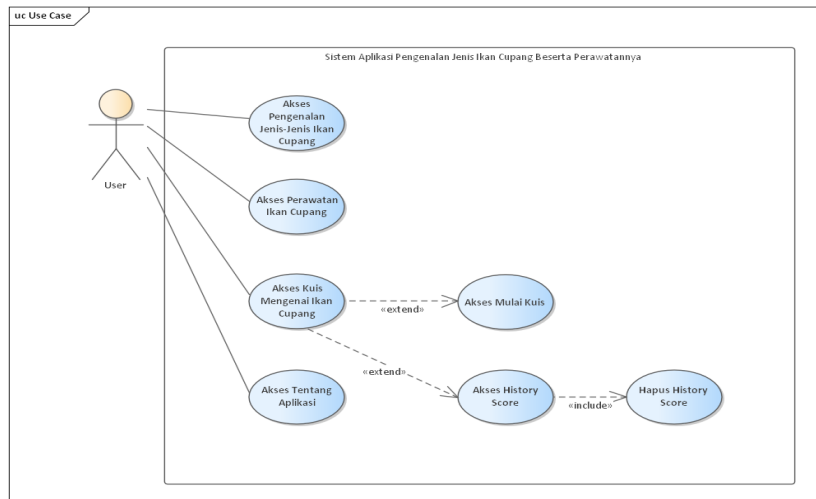 uc Use Case
Sistem Aplikasi Pengenalan Jenis Ikan Cupang Beserta Perawatannya
User
Akses
Pengenalan
Jenis-Jenis Ikan
Cupang
Akses Perawatan
Ikan Cupang
Akses Kuis
Mengenai Ikan
Cupang
«extend»
Akses Mulai Kuis
«extend»
Akses Tentang
Aplikasi
Akses History
Score
«include»
Hapus History
Score